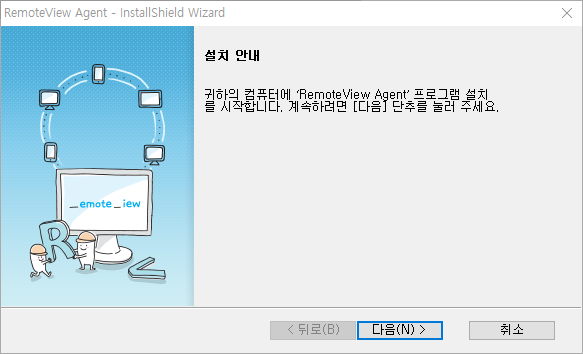 RemoteView Agent - InstallShield Wizard
설치 안내
귀하의 컴퓨터에 ‘RemoteView Agent’ 프로그램 설치
를 시작합니다. 계속하려면 [다음] 단추를 눌러 주세요.
_emote_iew
R
V
< 뒤로(B)
다음(N) >
취소